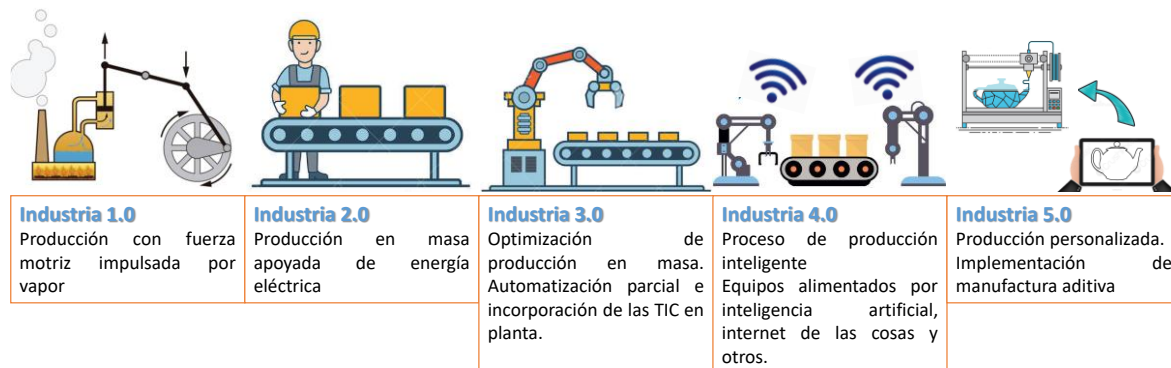 Industria 1.0
Producción con fuerza
motriz impulsada por
vapor
Industria 2.0
Producción en masa
apoyada de energía
eléctrica
Industria 3.0
Optimización de
producción en masa.
Automatización parcial e
incorporación de las TIC en
planta.
Industria 4.0
Proceso de producción
inteligente
Equipos alimentados por
inteligencia artificial,
internet de las cosas y
otros.
Industria 5.0
Producción personalizada.
Implementación de
manufactura aditiva